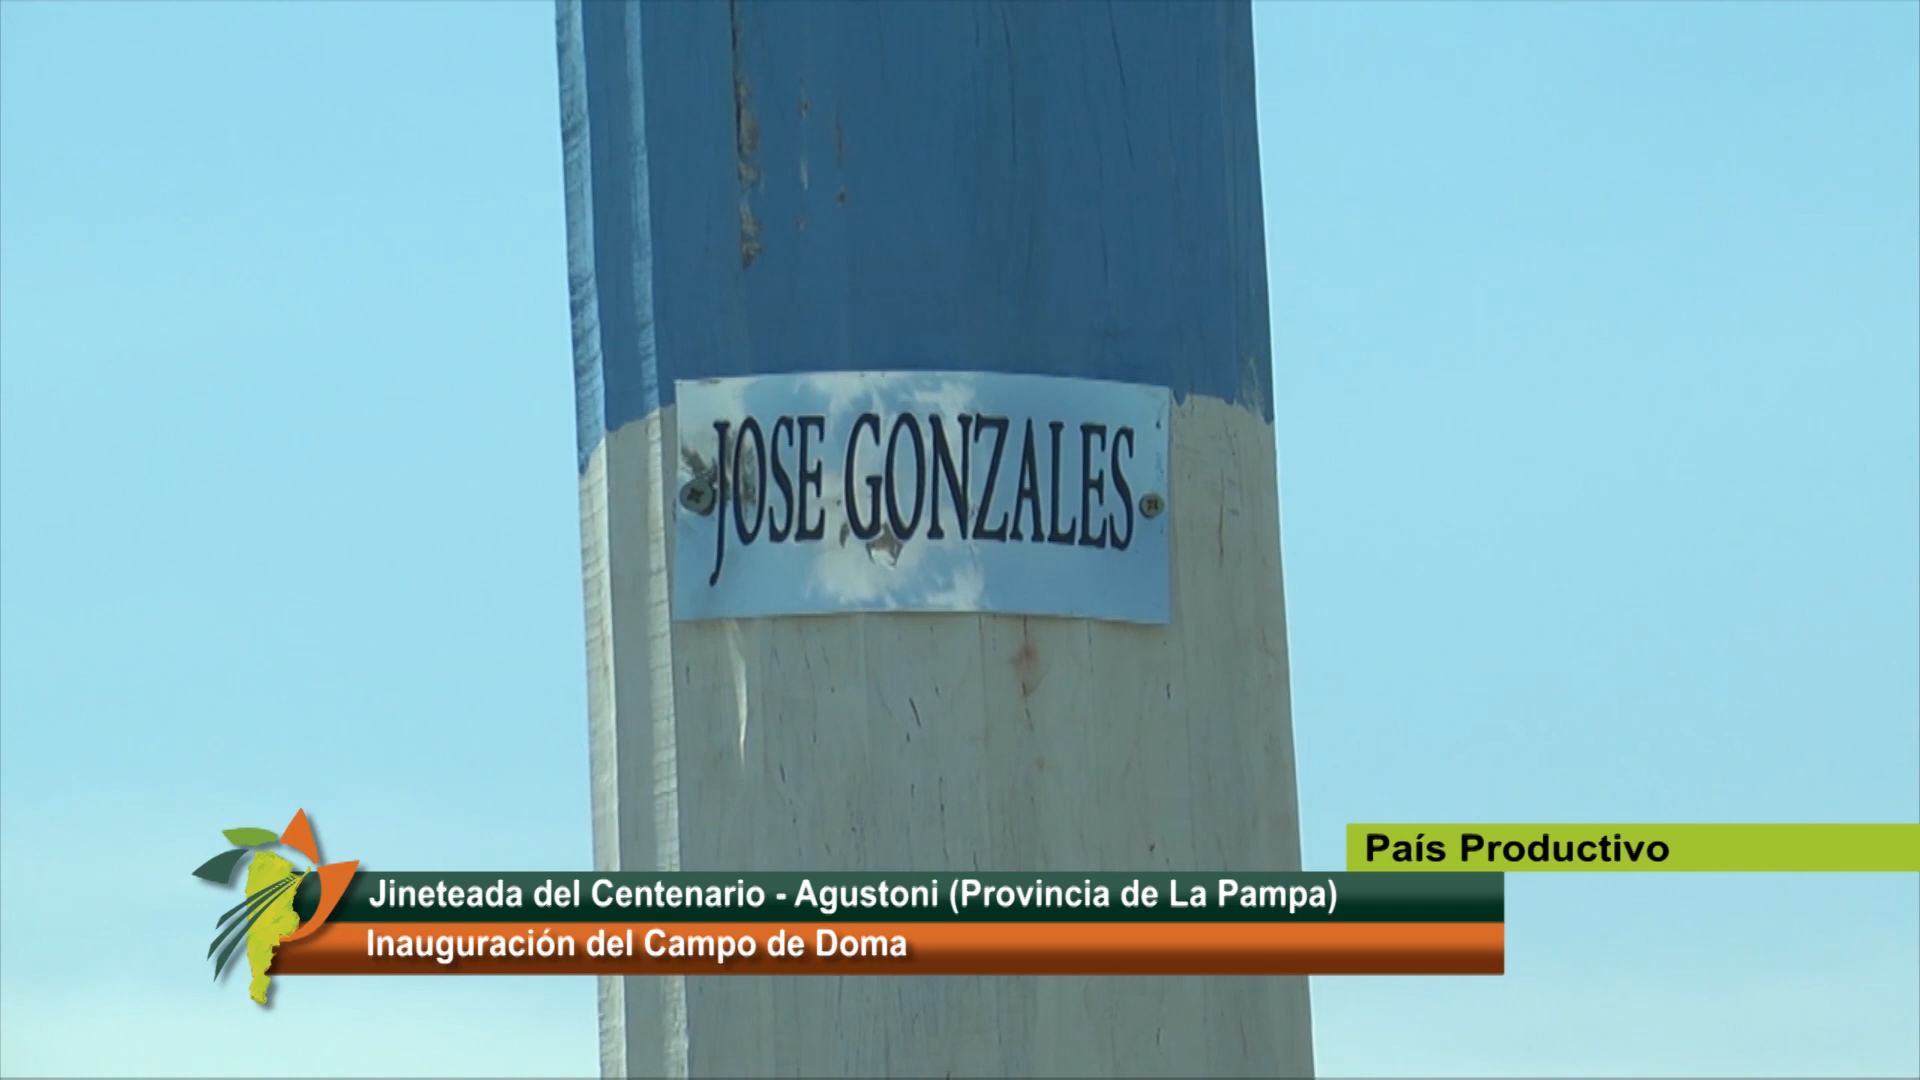 JOSE GONZALES
País Productivo
Jineteada del Centenario - Agustoni (Provincia de La Pampa)
Inauguración del Campo de Doma